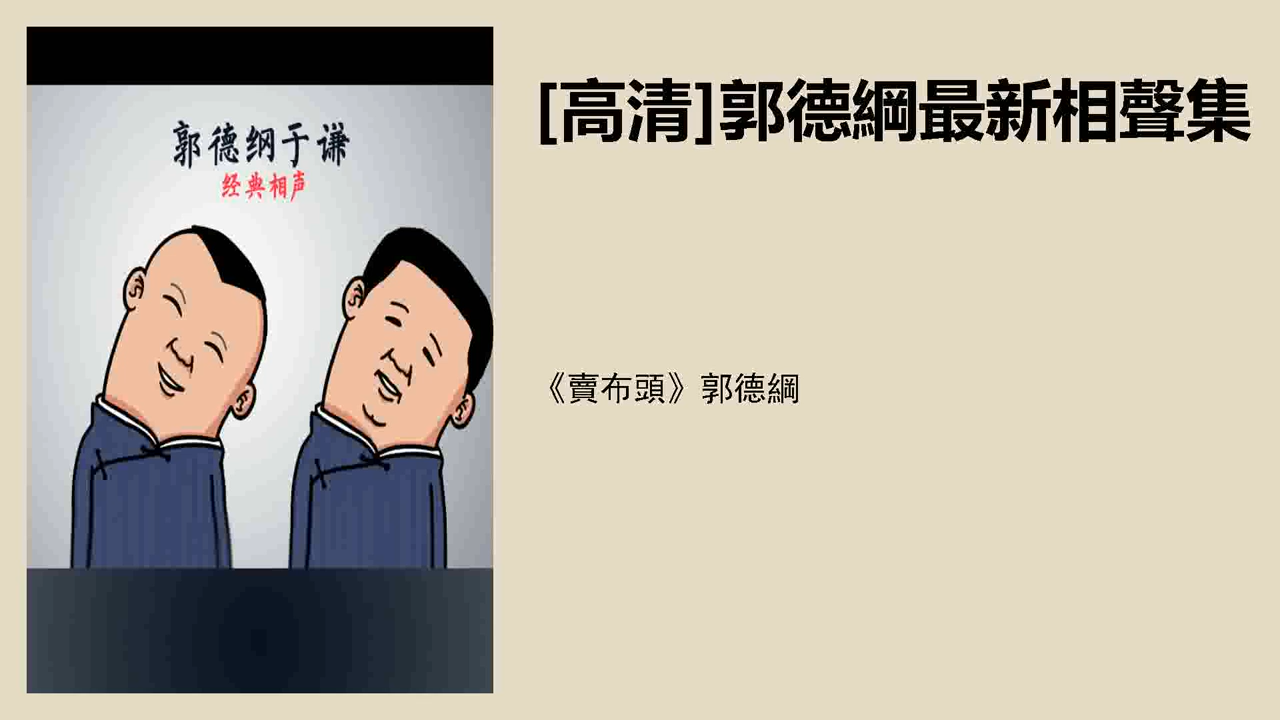 郭德纲于谦
经典相声
[高清]郭德綱最新相聲集
《賣布頭》郭德綱